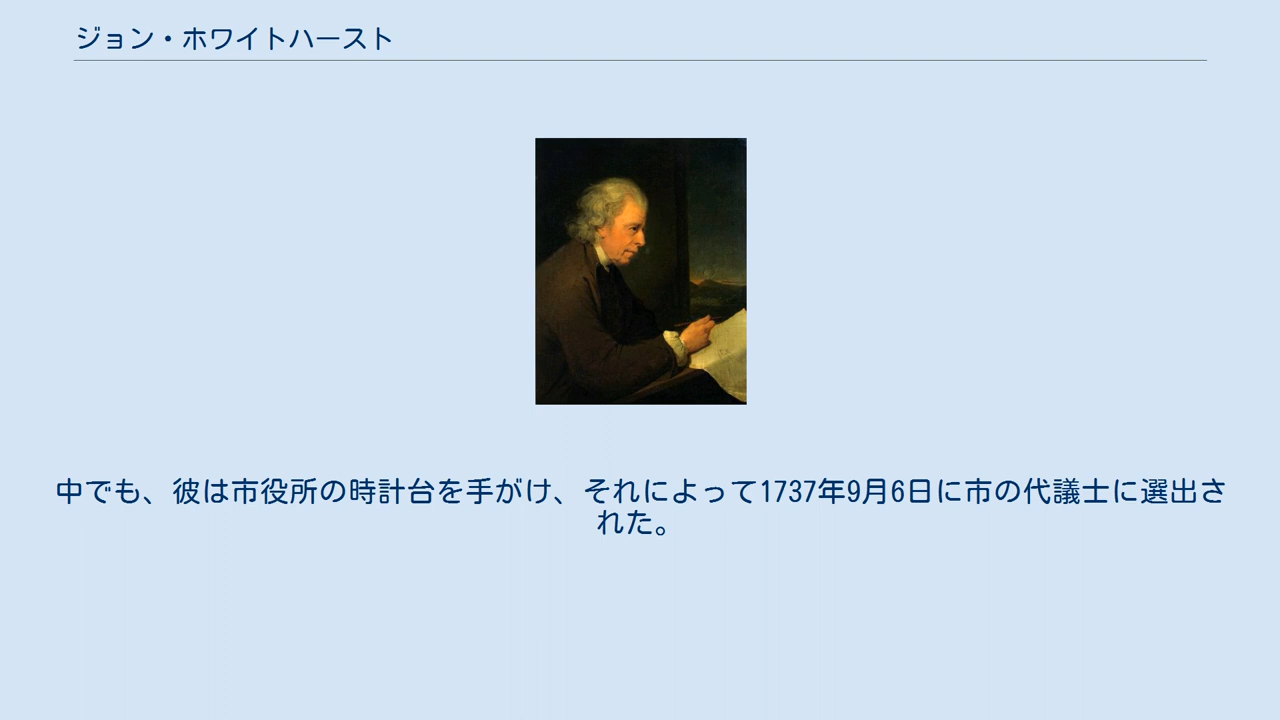 ジョン・ホワイトハースト
中でも、彼は市役所の時計台を手がけ、それによって1737年9月6日に市の代議士に選出さ
れた。